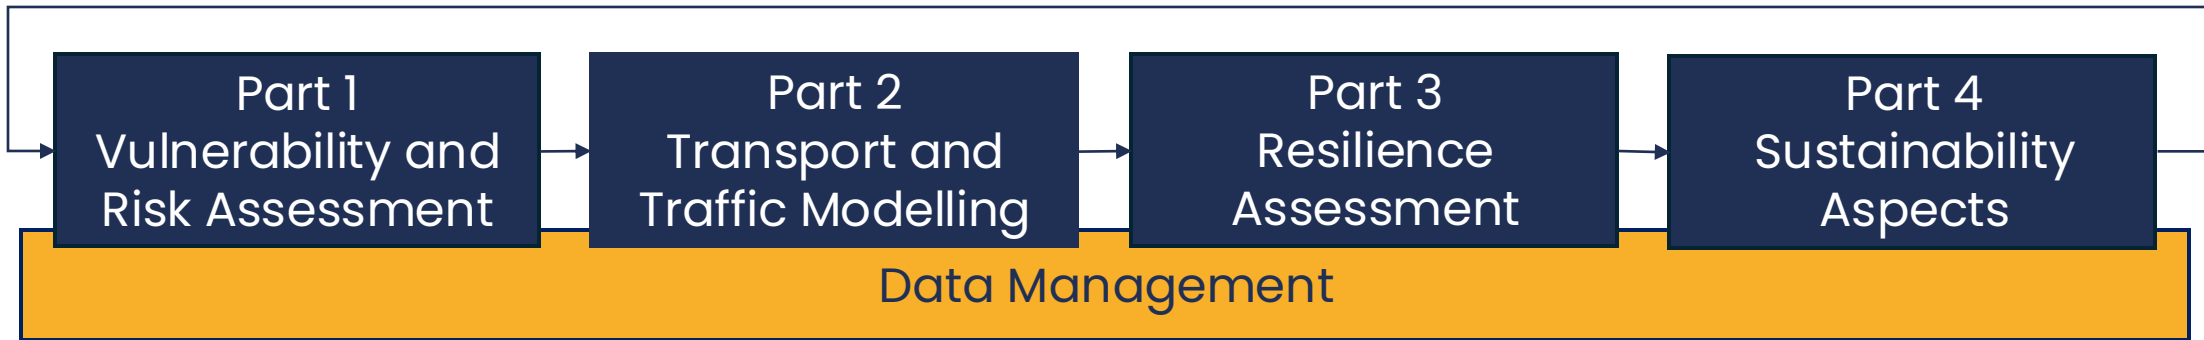 Part 1
Vulnerability and
Risk Assessment
Part 2
Transport and
Traffic Modelling
Part 3
Resilience
Assessment
Part 4
Sustainability
Aspects
Data Management